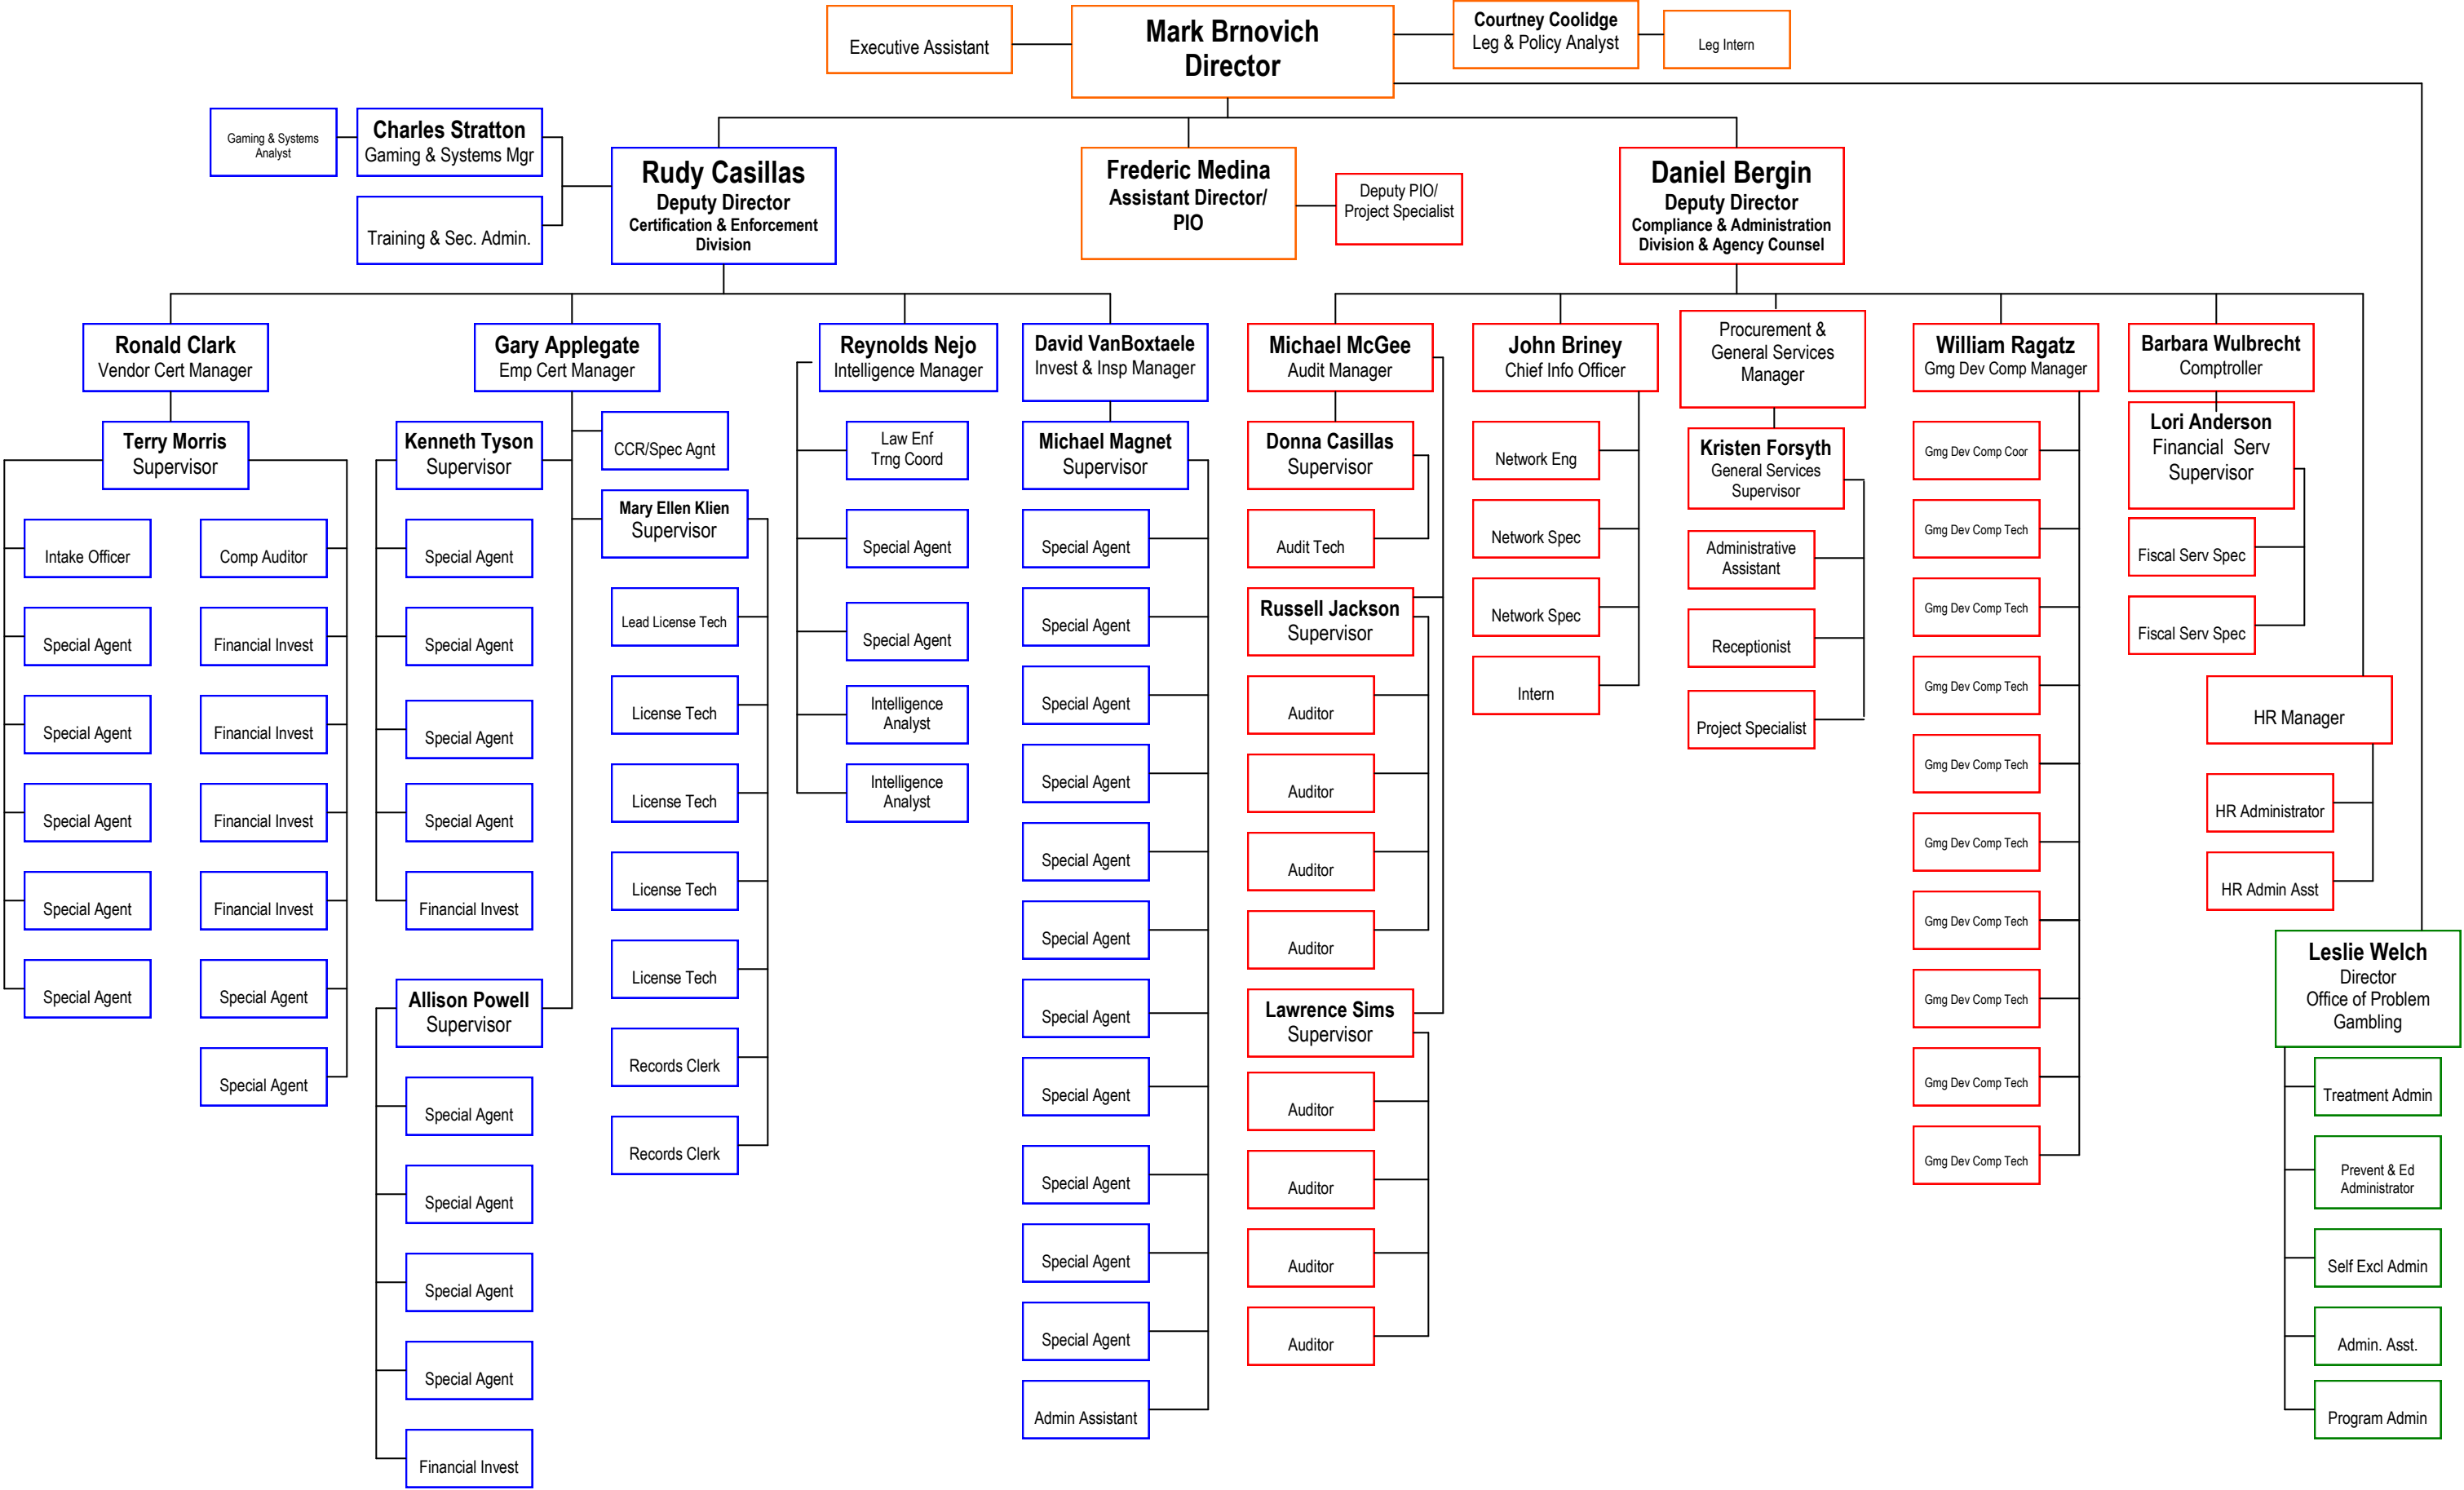 Executive Assistant
Mark Brnovich
Director
Courtney Coolidge
Leg & Policy Analyst
Leg Intern
Gaming & Systems
Analyst
Charles Stratton
Gaming & Systems Mgr
Training & Sec. Admin.
Rudy Casillas
Deputy Director
Certification & Enforcement
Division
Frederic Medina
Assistant Director/
PIO
Deputy PIO/
Project Specialist
Daniel Bergin
Deputy Director
Compliance & Administration
Division & Agency Counsel
Ronald Clark
Vendor Cert Manager
Terry Morris
Supervisor
Intake Officer
Special Agent
Special Agent
Special Agent
Special Agent
Special Agent
Comp Auditor
Financial Invest
Financial Invest
Financial Invest
Financial Invest
Special Agent
Special Agent
Gary Applegate
Emp Cert Manager
Kenneth Tyson
Supervisor
Special Agent
Special Agent
Special Agent
Special Agent
Financial Invest
Allison Powell
Supervisor
Special Agent
Special Agent
Special Agent
Special Agent
Financial Invest
CCR/Spec Agnt
Mary Ellen Klien
Supervisor
Lead License Tech
License Tech
License Tech
License Tech
License Tech
Records Clerk
Records Clerk
Reynolds Nejo
Intelligence Manager
Law Enf
Trng Coord
Special Agent
Special Agent
Intelligence
Analyst
Intelligence
Analyst
David VanBoxtaele
Invest & Insp Manager
Michael Magnet
Supervisor
Special Agent
Special Agent
Special Agent
Special Agent
Special Agent
Special Agent
Special Agent
Special Agent
Special Agent
Special Agent
Special Agent
Admin Assistant
Michael McGee
Audit Manager
Donna Casillas
Supervisor
Audit Tech
Russell Jackson
Supervisor
Auditor
Auditor
Auditor
Auditor
Lawrence Sims
Supervisor
Auditor
Auditor
Auditor
Auditor
John Briney
Chief Info Officer
Network Eng
Network Spec
Network Spec
Intern
Procurement &
General Services
Manager
Kristen Forsyth
General Services
Supervisor
Administrative
Assistant
Receptionist
Project Specialist
William Ragatz
Gmg Dev Comp Manager
Gmg Dev Comp Coor
Gmg Dev Comp Tech
Gmg Dev Comp Tech
Gmg Dev Comp Tech
Gmg Dev Comp Tech
Gmg Dev Comp Tech
Gmg Dev Comp Tech
Gmg Dev Comp Tech
Gmg Dev Comp Tech
Gmg Dev Comp Tech
Barbara Wulbrecht
Comptroller
Lori Anderson
Financial Serv
Supervisor
Fiscal Serv Spec
Fiscal Serv Spec
HR Manager
HR Administrator
HR Admin Asst
Leslie Welch
Director
Office of Problem
Gambling
Treatment Admin
Prevent & Ed
Administrator
Self Excl Admin
Admin. Asst.
Program Admin